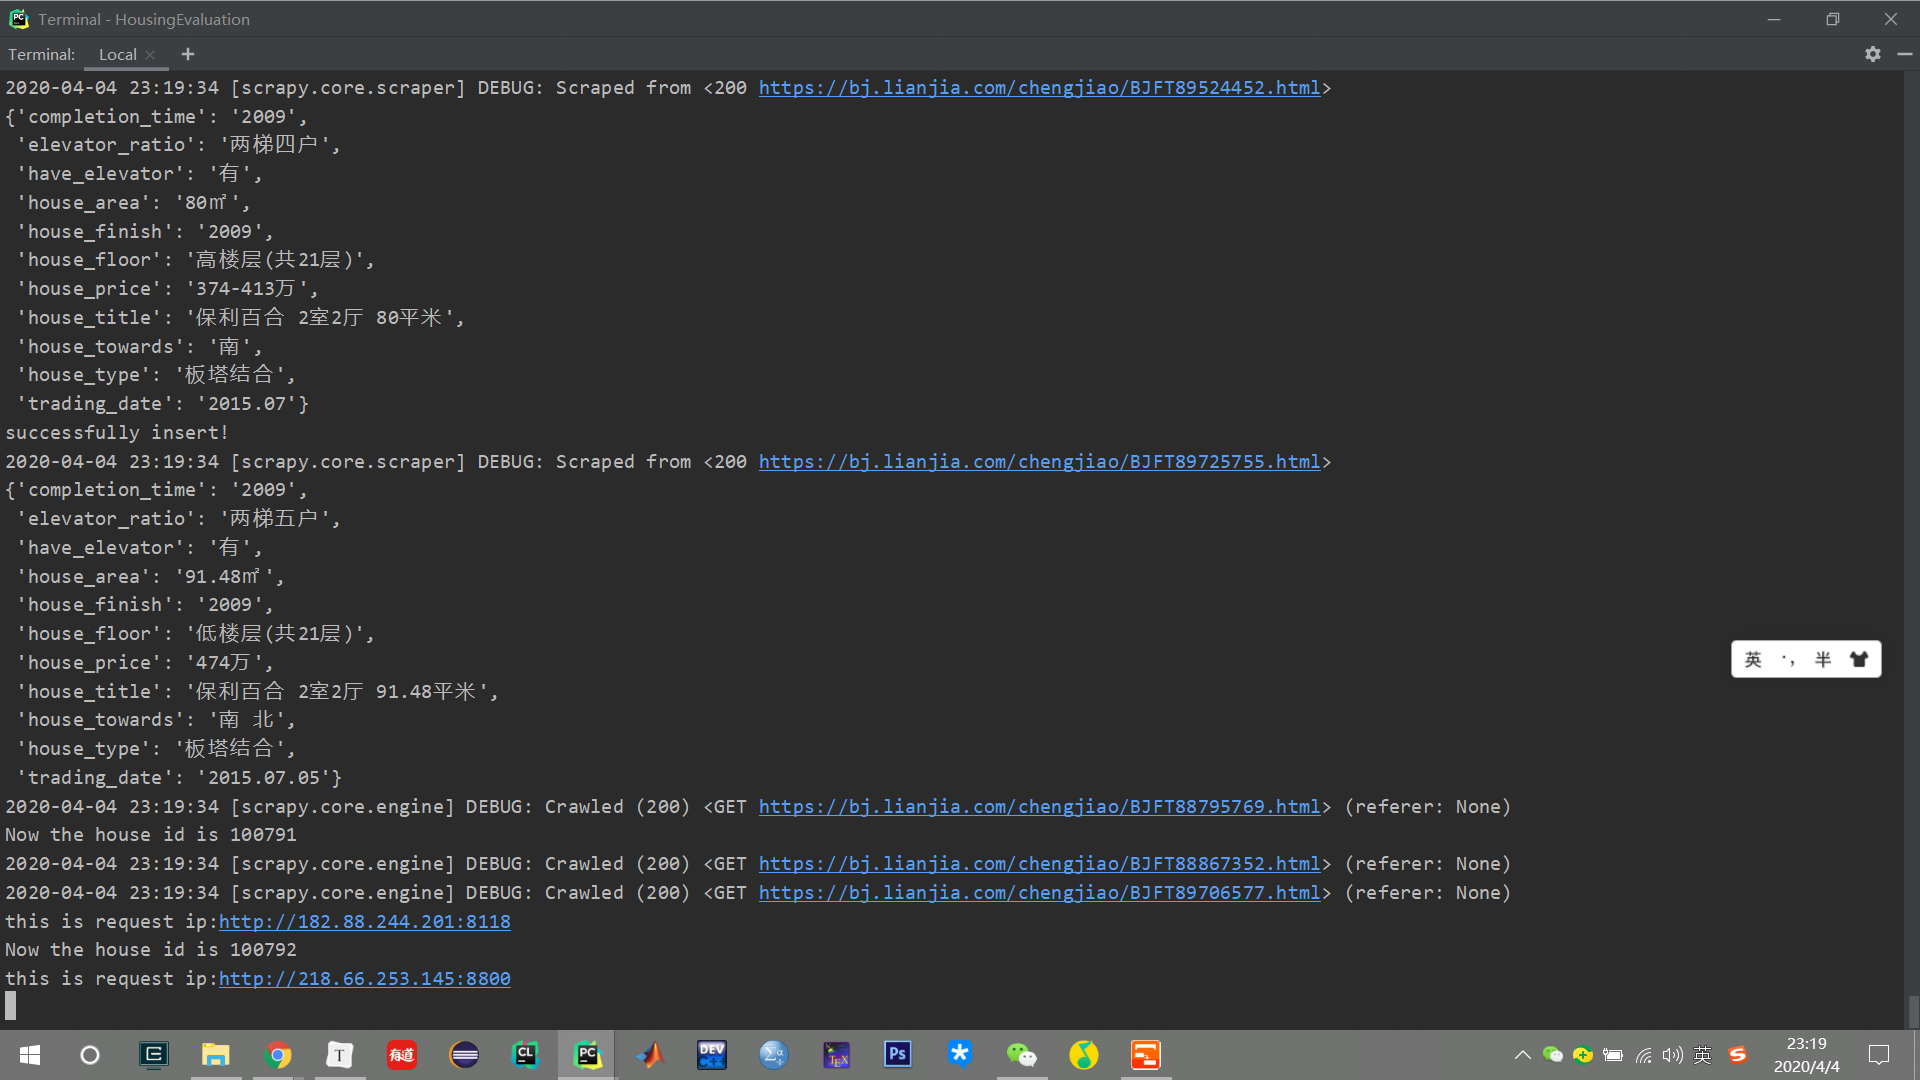 Terminal - HousingEvaluation
Terminal: Local
2020-04-04 23:19:34 [scrapy.core.scraper] DEBUG: Scraped from <200 https://bj.lianjia.com/chengjiao/BJFT89524452.html>
{'completion_time': '2009',
'elevator_ratio': '两梯四户',
'have_elevator': '有',
'house_area': '80㎡',
'house_finish': '2009',
'house_floor': '高楼层(共21层)',
'house_price': '374-413万',
'house_title': '保利百合 2室2厅 80平米',
'house_towards': '南',
'house_type': '板塔结合',
'trading_date': '2015.07'}
successfully insert!
2020-04-04 23:19:34 [scrapy.core.scraper] DEBUG: Scraped from <200 https://bj.lianjia.com/chengjiao/BJFT89725755.html>
{'completion_time': '2009',
'elevator_ratio': '两梯五户',
'have_elevator': '有',
'house_area': '91.48㎡',
'house_finish': '2009',
'house_floor': '低楼层(共21层)',
'house_price': '474万',
'house_title': '保利百合 2室2厅 91.48平米',
'house_towards': '南 北',
'house_type': '板塔结合',
'trading_date': '2015.07.05'}
2020-04-04 23:19:34 [scrapy.core.engine] DEBUG: Crawled (200) <GET https://bj.lianjia.com/chengjiao/BJFT88795769.html> (referer: None)
Now the house id is 100791
2020-04-04 23:19:34 [scrapy.core.engine] DEBUG: Crawled (200) <GET https://bj.lianjia.com/chengjiao/BJFT88867352.html> (referer: None)
2020-04-04 23:19:34 [scrapy.core.engine] DEBUG: Crawled (200) <GET https://bj.lianjia.com/chengjiao/BJFT89706577.html> (referer: None)
this is request ip:http://182.88.244.201:8118
Now the house id is 100792
this is request ip:http://218.66.253.145:8800
英 ·, 半
T 有道 CL PC DEV C++ TEX Ps 英 23:19
2020/4/4